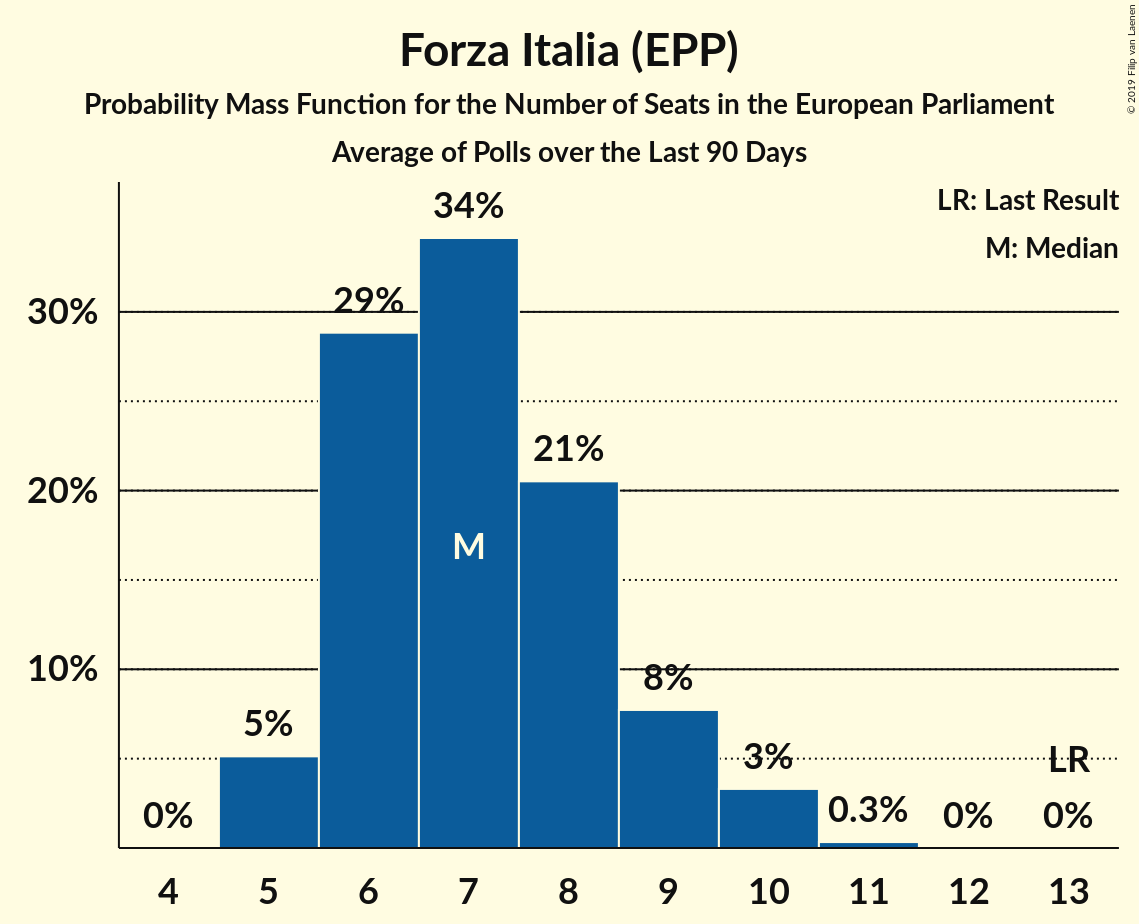 Forza Italia (EPP)
Probability Mass Function for the Number of Seats in the European Parliament
Average of Polls over the Last 90 Days
© 2019 Filip van Laenen
LR: Last Result
M: Median
34%
29%
30%
21%
20%
M
10%
8%
5%
3%
LR
0%
0.3%
0%
0%
4 5 6 7 8 9 10 11 12 13